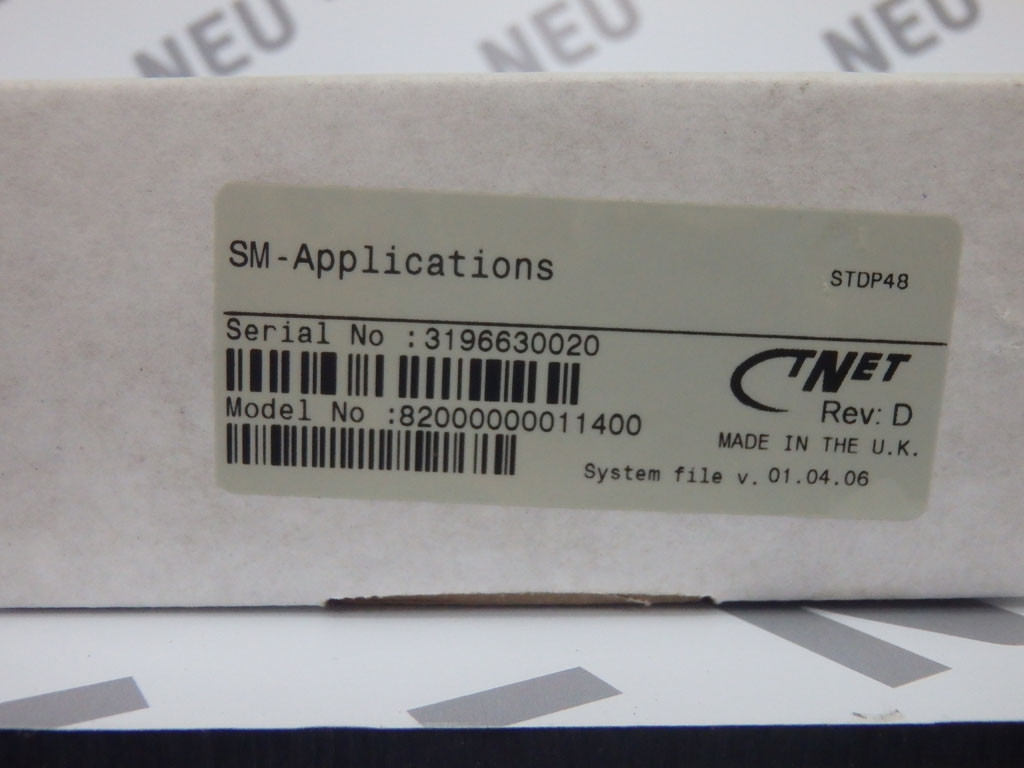 NEU NEU NEU
SM-Applications
STDP48
Serial No :3196630020
CTNET
Model No :82000000011400
Rev: D
MADE IN THE U.K.
System file v. 01.04.06